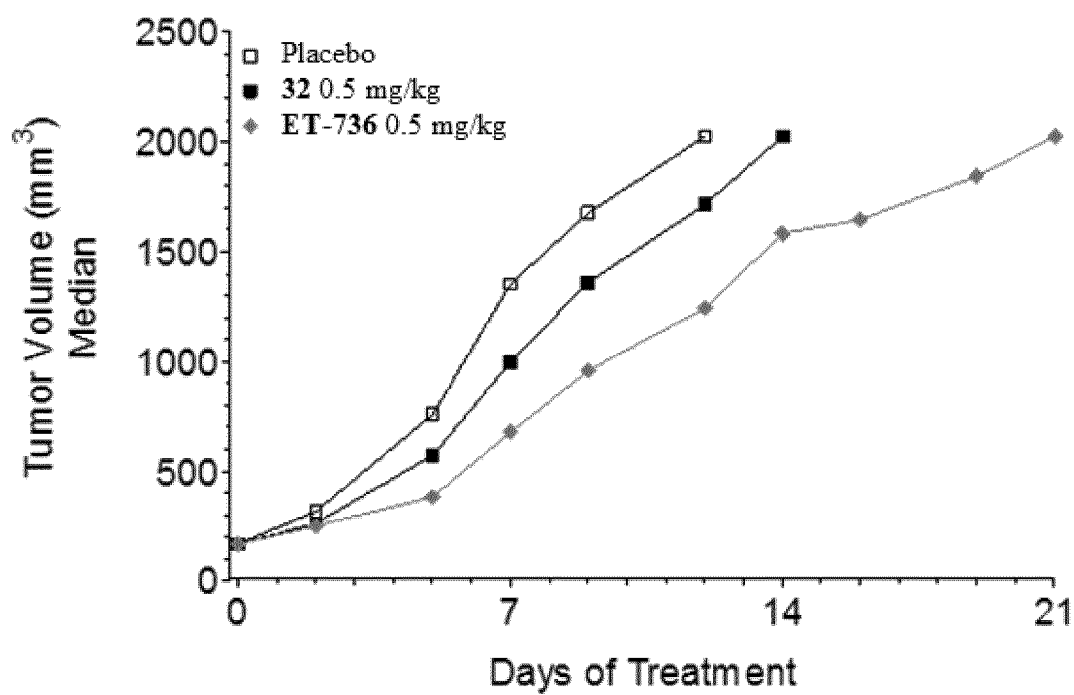 2500
2000
1500
1000
500
0
Tumor Volume (mm³)
Median
Placebo
32 0.5 mg/kg
ET-736 0.5 mg/kg
0 7 14 21
Days of Treatment